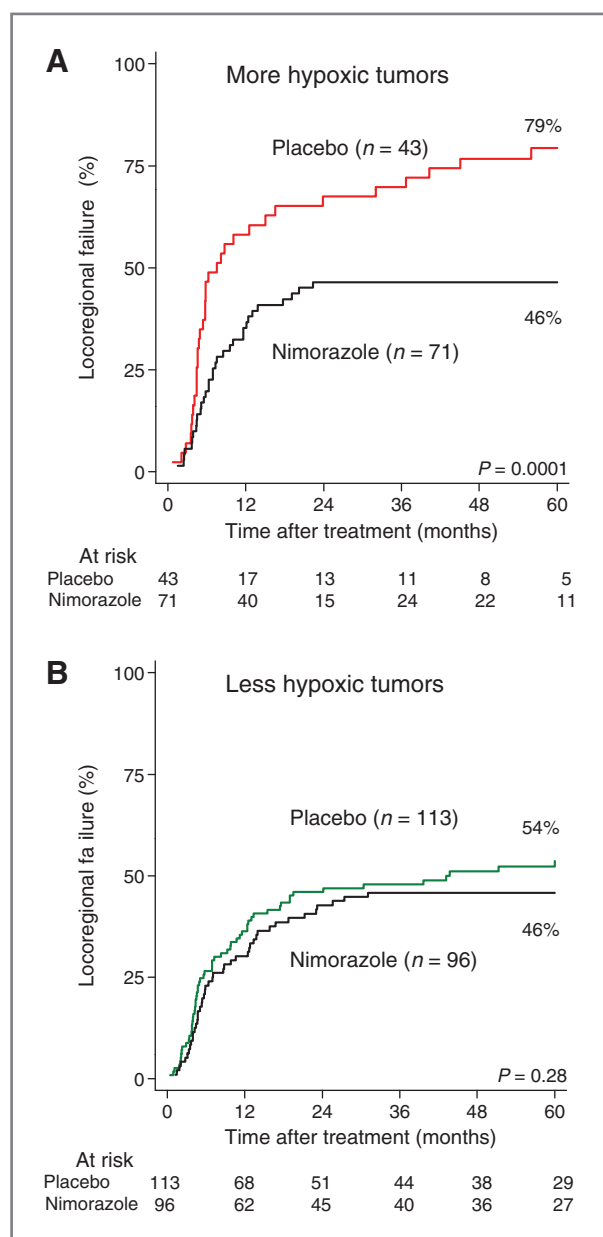 A
More hypoxic tumors
100
75
50
25
0
Locoregional failure (%)
79%
Placebo (n = 43)
46%
Nimorazole (n = 71)
P = 0.0001
0 12 24 36 48 60
Time after treatment (months)
At risk
Placebo 43 17 13 11 8 5
Nimorazole 71 40 15 24 22 11
B
Less hypoxic tumors
100
75
50
25
0
Locoregional fa ilure (%)
54%
Placebo (n = 113)
46%
Nimorazole (n = 96)
P = 0.28
0 12 24 36 48 60
Time after treatment (months)
At risk
Placebo 113 68 51 44 38 29
Nimorazole 96 62 45 40 36 27